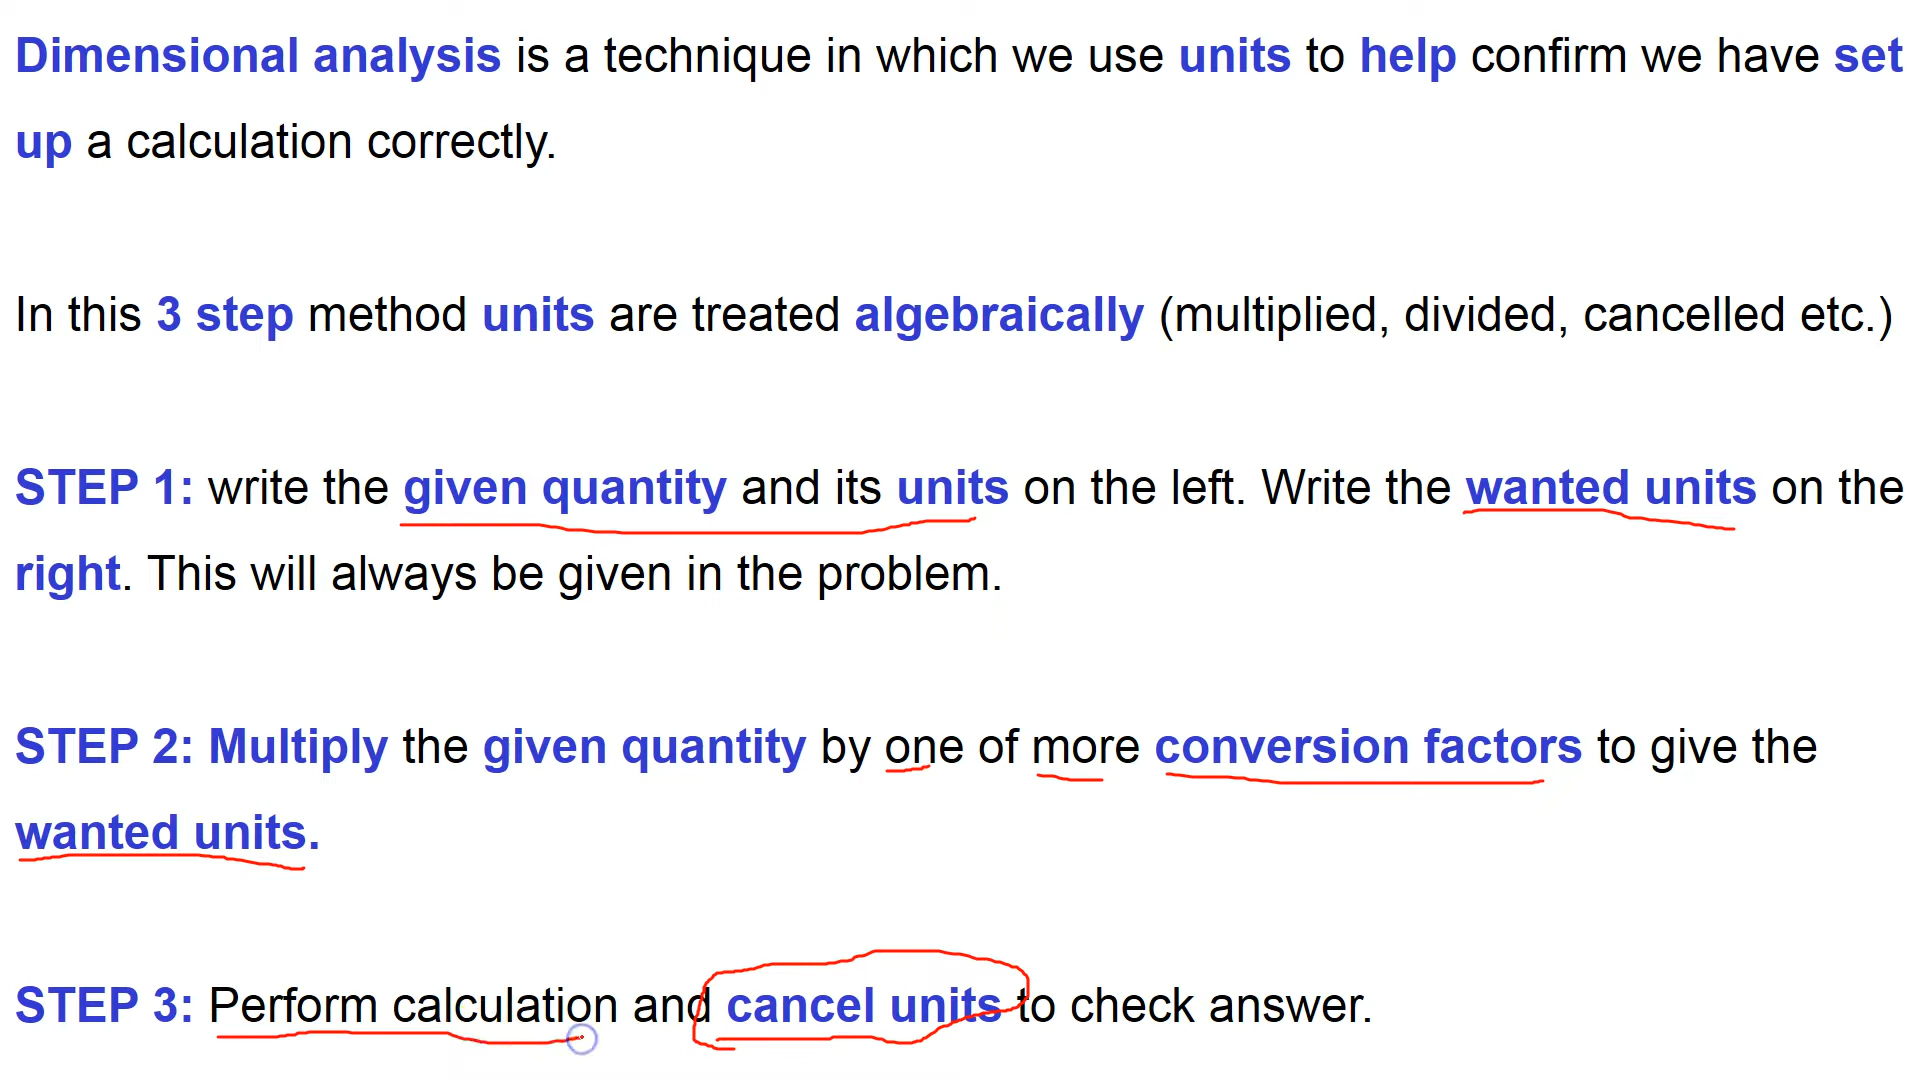 Dimensional analysis is a technique in which we use units to help confirm we have set
up a calculation correctly.
In this 3 step method units are treated algebraically (multiplied, divided, cancelled etc.)
STEP 1: write the given quantity and its units on the left. Write the wanted units on the
right. This will always be given in the problem.
STEP 2: Multiply the given quantity by one of more conversion factors to give the
wanted units.
STEP 3: Perform calculation and cancel units to check answer.